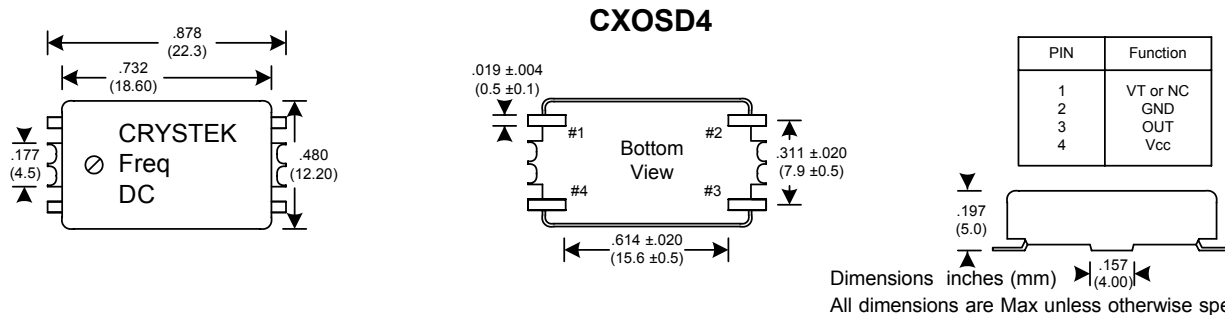 CXOSD4
.878
(22.3)
.732
(18.60)
CRYSTEK
Freq
DC
.177
(4.5)
.480
(12.20)
.019 ±.004
(0.5 ±0.1)
#1
#2
Bottom
View
#4
#3
.311 ±.020
(7.9 ±0.5)
.614 ±.020
(15.6 ±0.5)
PIN Function
1 VT or NC
2 GND
3 OUT
4 Vcc
.197
(5.0)
.157
(4.00)
Dimensions inches (mm)
All dimensions are Max unless otherwise spe